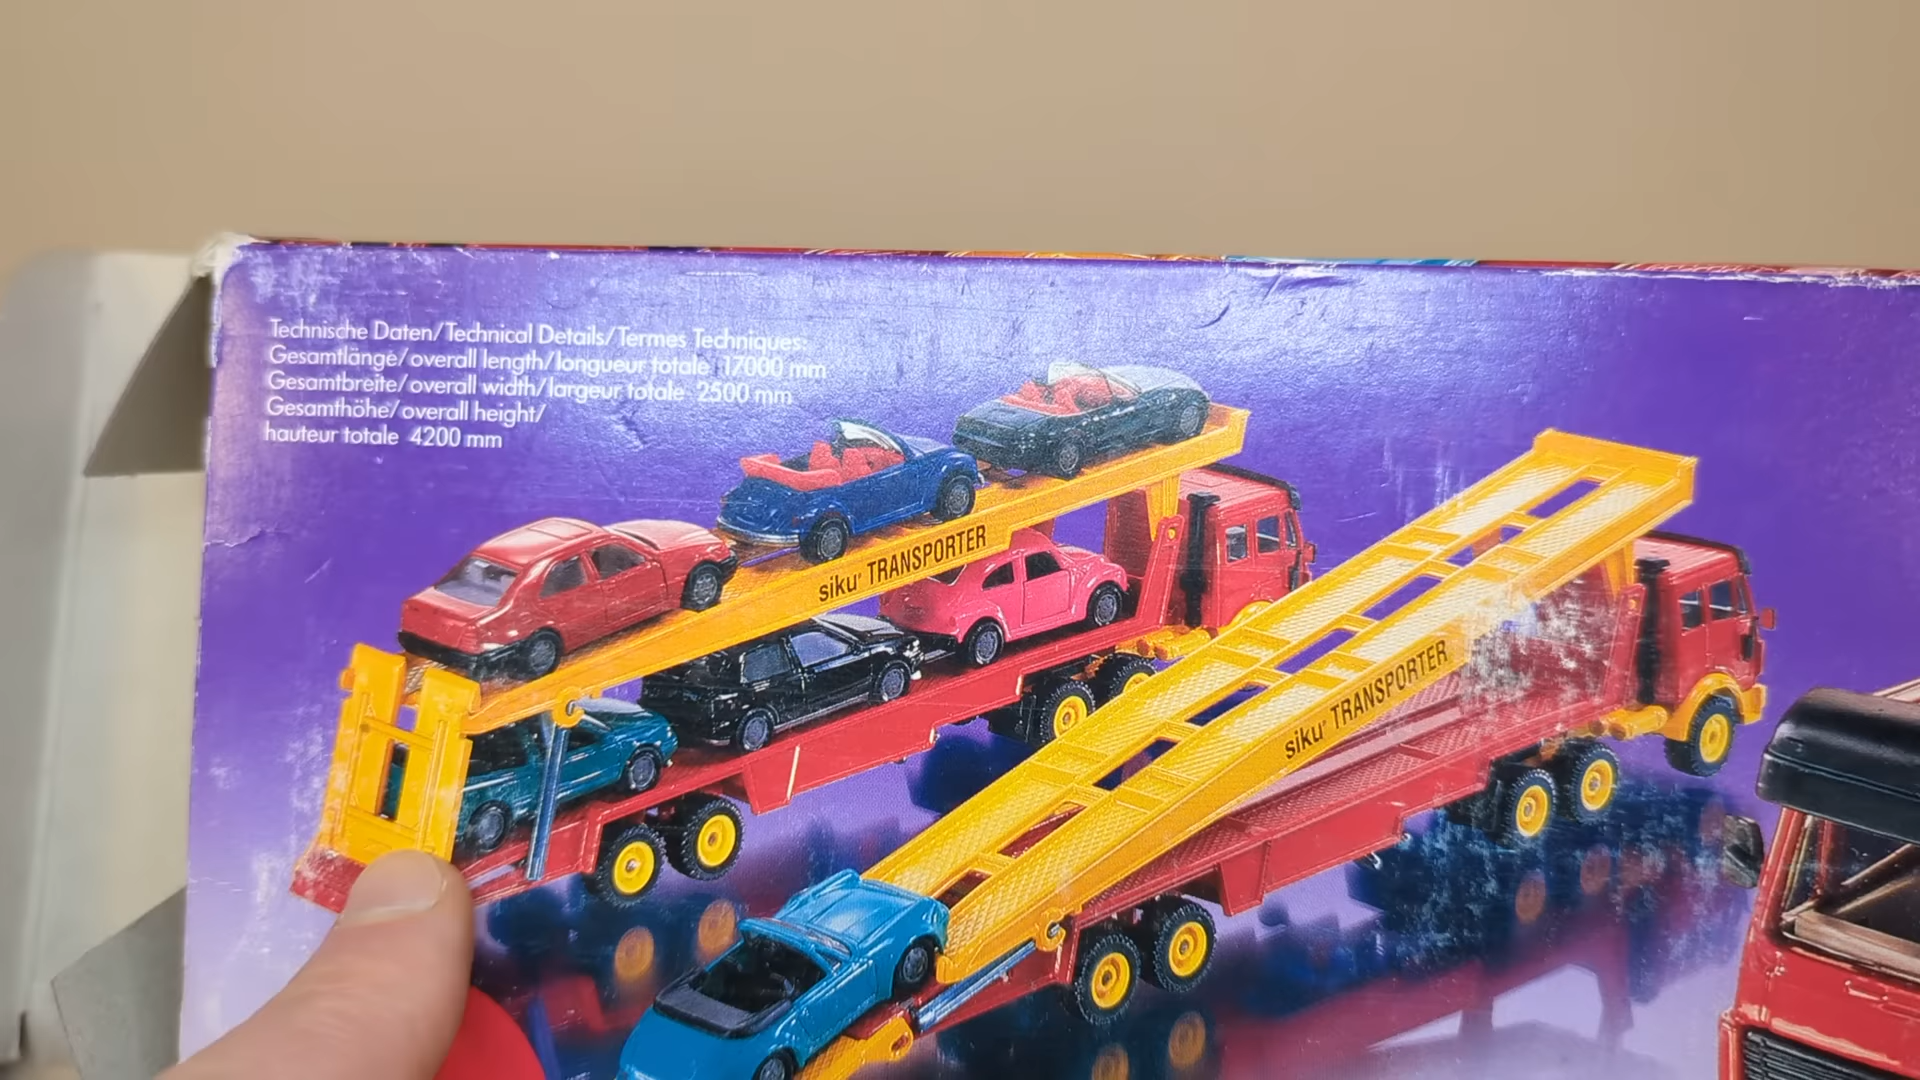 Technische Daten/Technical Details/Termes Techniques:
Gesamtlänge/overall length/longueur totale 17000 mm
Gesamtbreite/overall width/largeur totale 2500 mm
Gesamthöhe/overall height/
hauteur totale 4200 mm
siku TRANSPORTER
siku TRANSPORTER